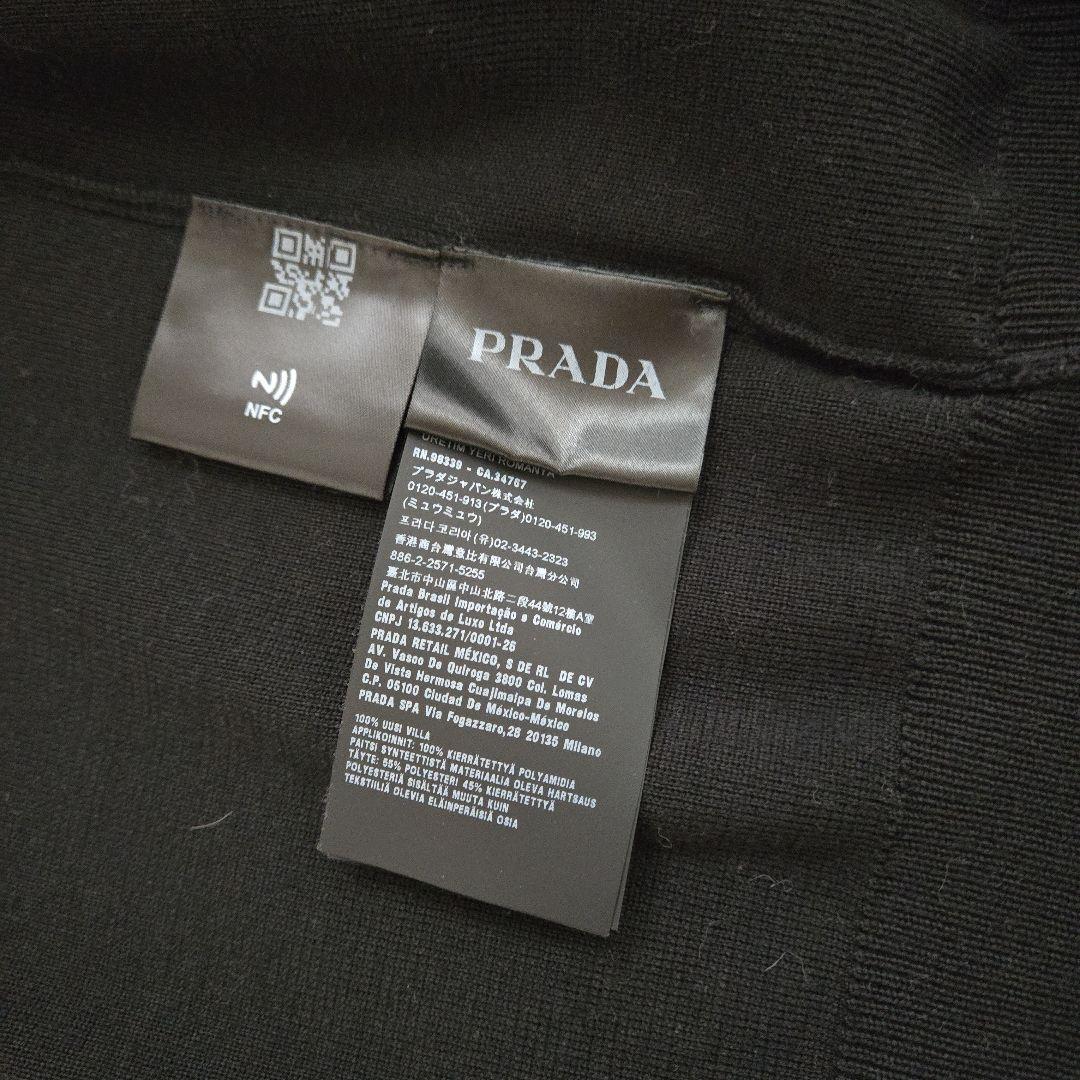 NFC
PRADA
ÜRETİM YERİ ROMANYA
RN.98339 - CA.34767
プラダジャパン株式会社
0120-451-913(プラダ)0120-451-993
(ミュウミュウ)
프라다코리아(유)02-3443-2323
香港商台灣意比有限公司台灣分公司
886-2-2571-5255
臺北市中山區中山北路二段44號12樓A室
Prada Brasil Importação e Comércio
de Artigos de Luxo Ltda
CNPJ 13.633.271/0001-26
PRADA RETAIL MÉXICO, S DE RL DE CV
AV. Vasco De Quiroga 3800 Col. Lomas
De Vista Hermosa Cuajimalpa De Morelos
C.P. 05100 Ciudad De México-México
PRADA SPA Via Fogazzaro,28 20135 Milano
100% UUSI VILLA
APPLIKOINNIT: 100% KIERRÄTETTYÄ POLYAMIDIA
PAITSI SYNTEETTISTÄ MATERIAALIA OLEVA HARTSAUS
TÄYTE: 55% POLYESTERI 45% KIERRÄTETTYÄ
POLYESTERIÄ SISÄLTÄÄ MUUTA KUIN
TEKSTIILIÄ OLEVIA ELÄINPERÄISIÄ OSIA